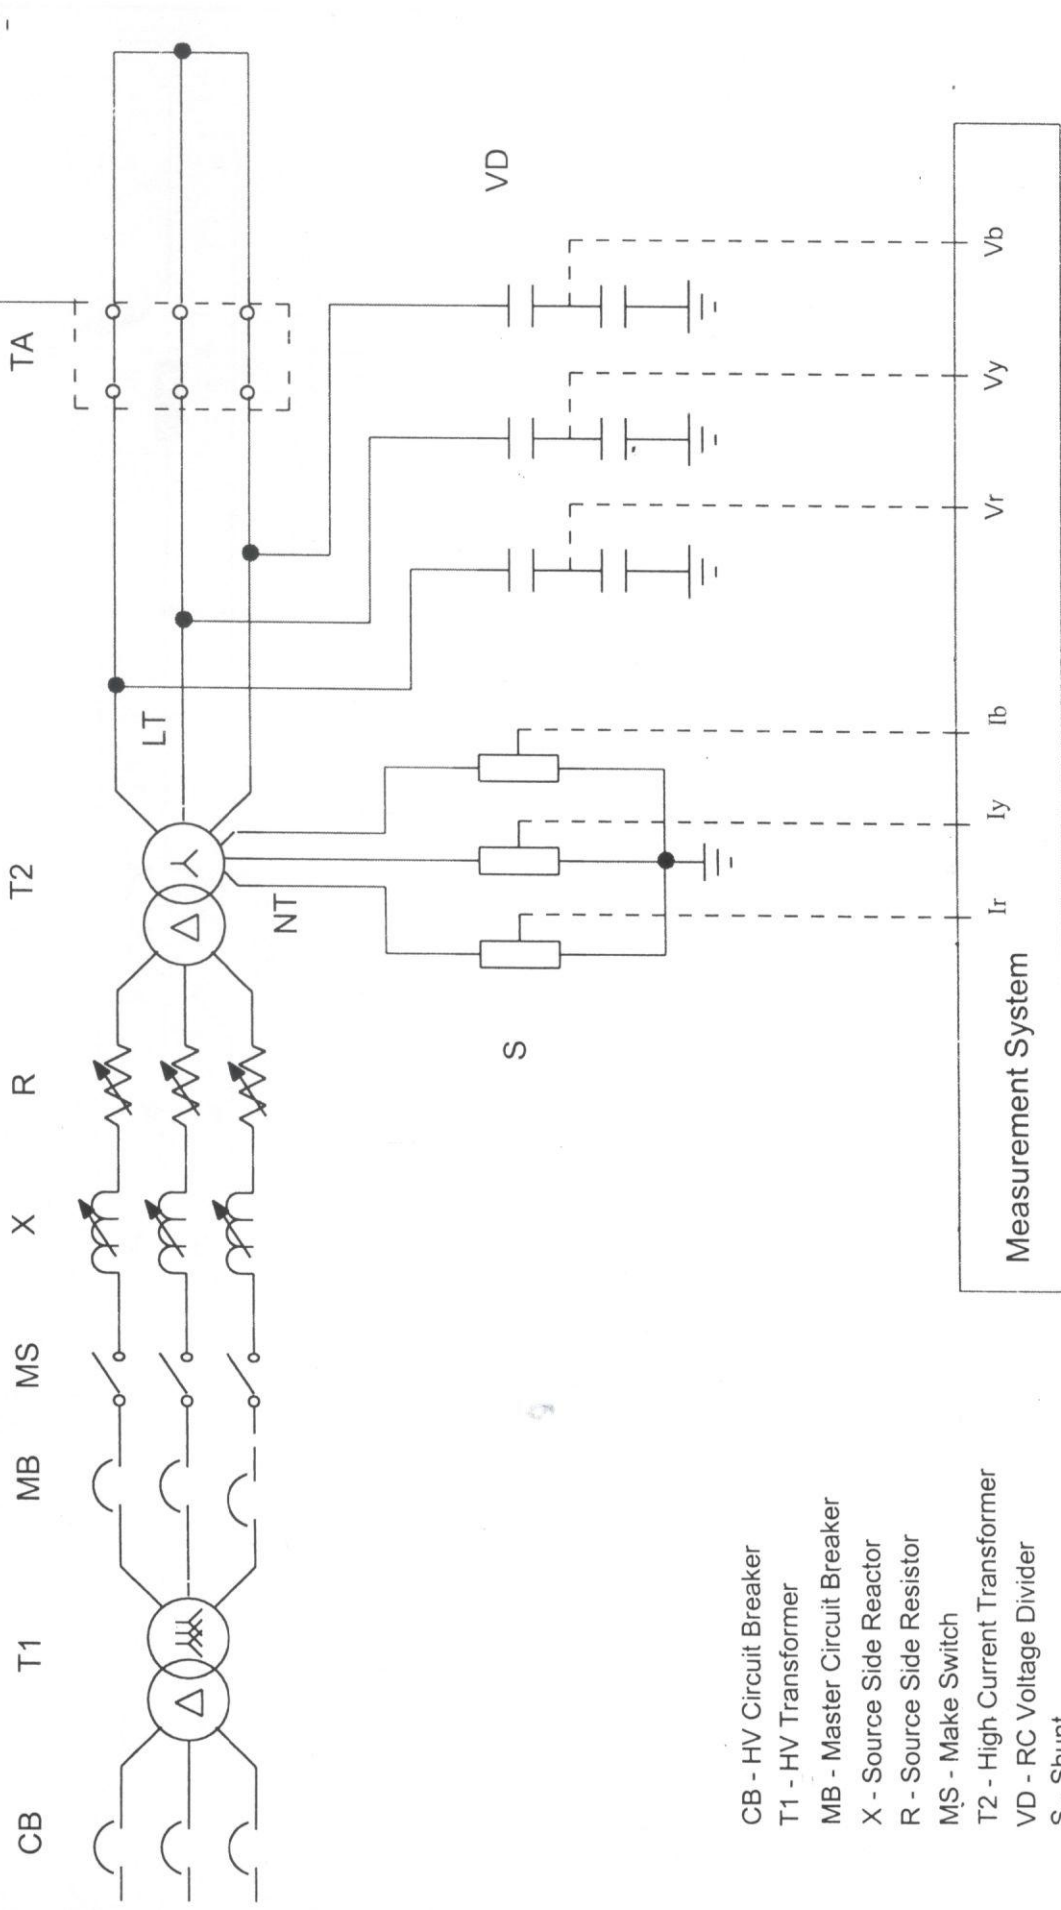 CB
T1
MB
MS
X
R
T2
TA
LT
NT
S
VD
Ir
Iy
Ib
Vr
Vy
Vb
Measurement System
CB - HV Circuit Breaker
T1 - HV Transformer
MB - Master Circuit Breaker
X - Source Side Reactor
R - Source Side Resistor
MS - Make Switch
T2 - High Current Transformer
VD - RC Voltage Divider
S - Shunt